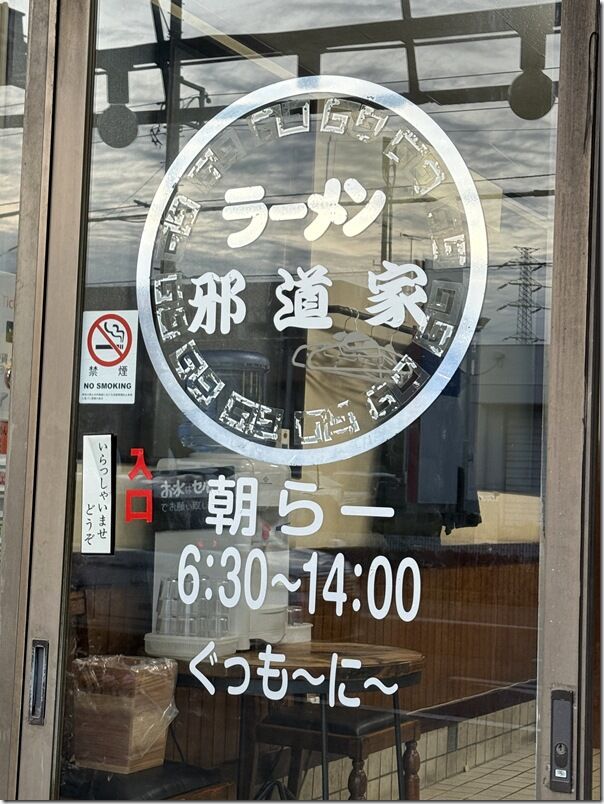 ラーメン
邪道家
禁煙
NO SMOKING
いらっしゃいませ
どうぞ
入口
朝らー
6:30~14:00
ぐっも~に~